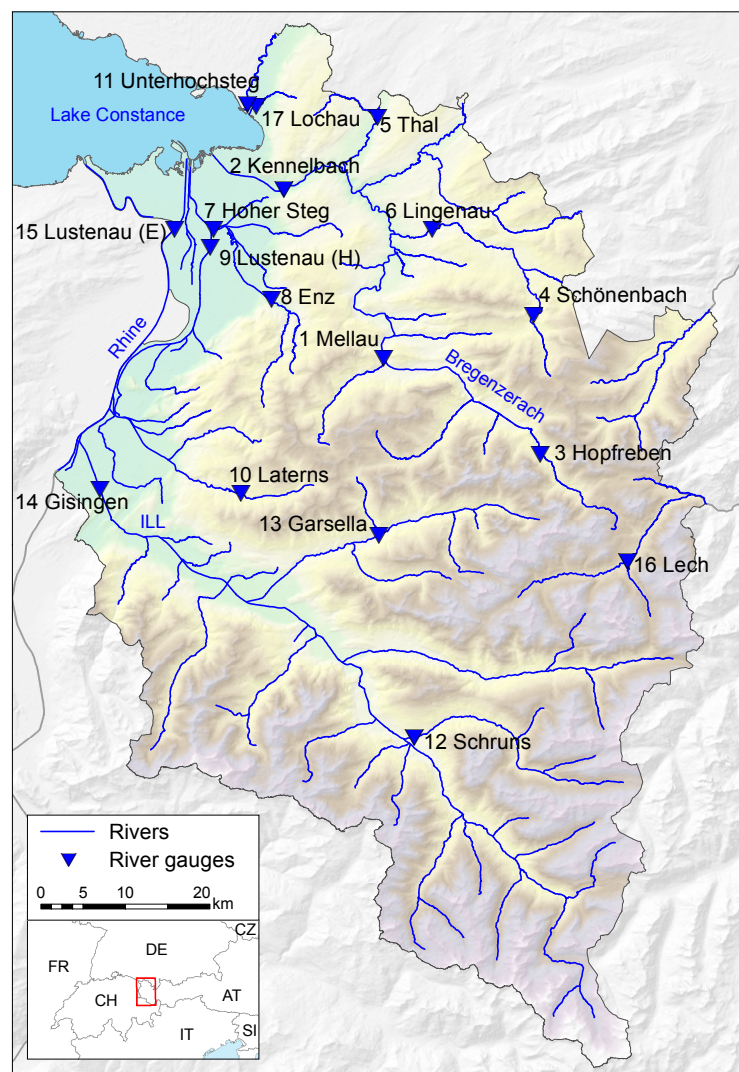 11 Unterhochsteg
Lake Constance
17 Lochau
5 Thal
2 Kennelbach
7 Hoher Steg
6 Lingenau
15 Lustenau (E)
9 Lustenau (H)
8 Enz
4 Schönenbach
Rhine
1 Mellau
Bregenzerach
3 Hopfreben
10 Laterns
14 Gisingen
ILL
13 Garsella
16 Lech
12 Schruns
Rivers
River gauges
0 5 10 20
km
CZ
DE
FR
CH
AT
IT
SI